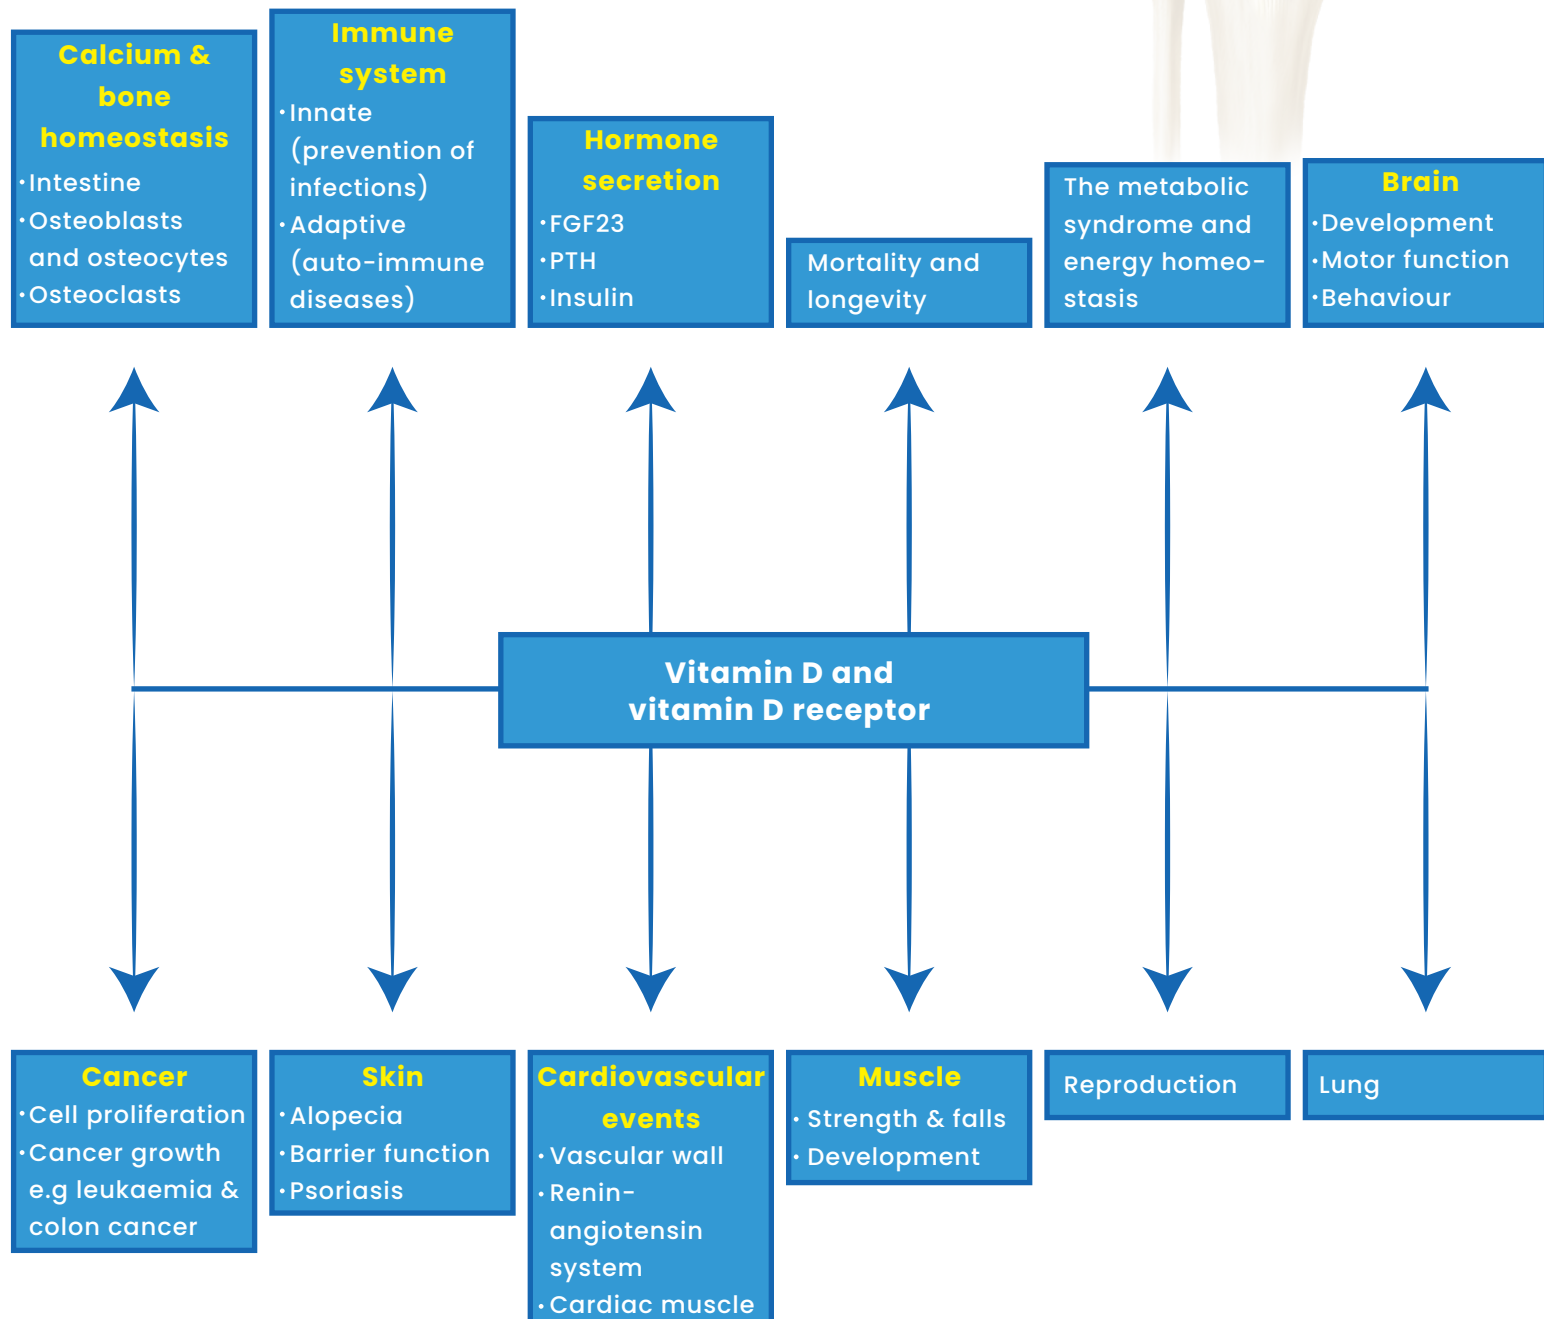 Calcium &
bone
homeostasis
•Intestine
•Osteoblasts
and osteocytes
•Osteoclasts
Immune
system
•Innate
(prevention of
infections)
•Adaptive
(auto-immune
diseases)
Hormone
secretion
•FGF23
•PTH
•Insulin
Mortality and
longevity
The metabolic
syndrome and
energy homeo-
stasis
Brain
•Development
•Motor function
•Behaviour
Vitamin D and
vitamin D receptor
Cancer
•Cell proliferation
•Cancer growth
e.g leukaemia &
colon cancer
Skin
•Alopecia
•Barrier function
•Psoriasis
Cardiovascular
events
•Vascular wall
•Renin-
angiotensin
system
•Cardiac muscle
Muscle
• Strength & falls
• Development
Reproduction
Lung